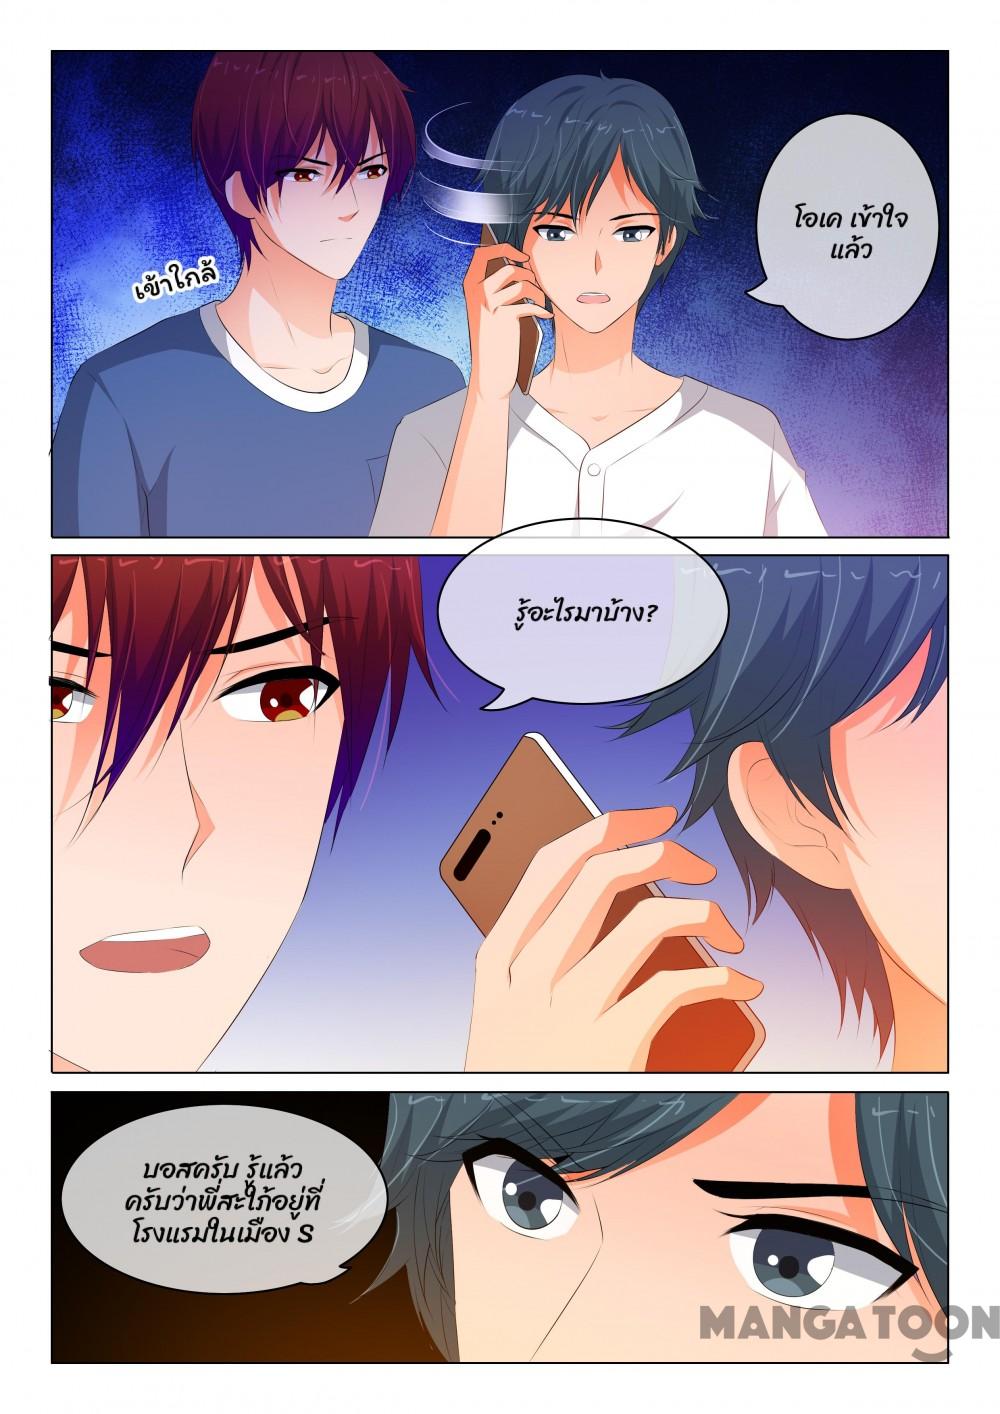 โอเค เข้าใจ
แล้ว
เข้าใกล้
รู้อะไรมาบ้าง?
บอสครับ รู้แล้ว
ครับว่าพี่สะใภ้อยู่ที่
โรงแรมในเมือง S
MANGATOON